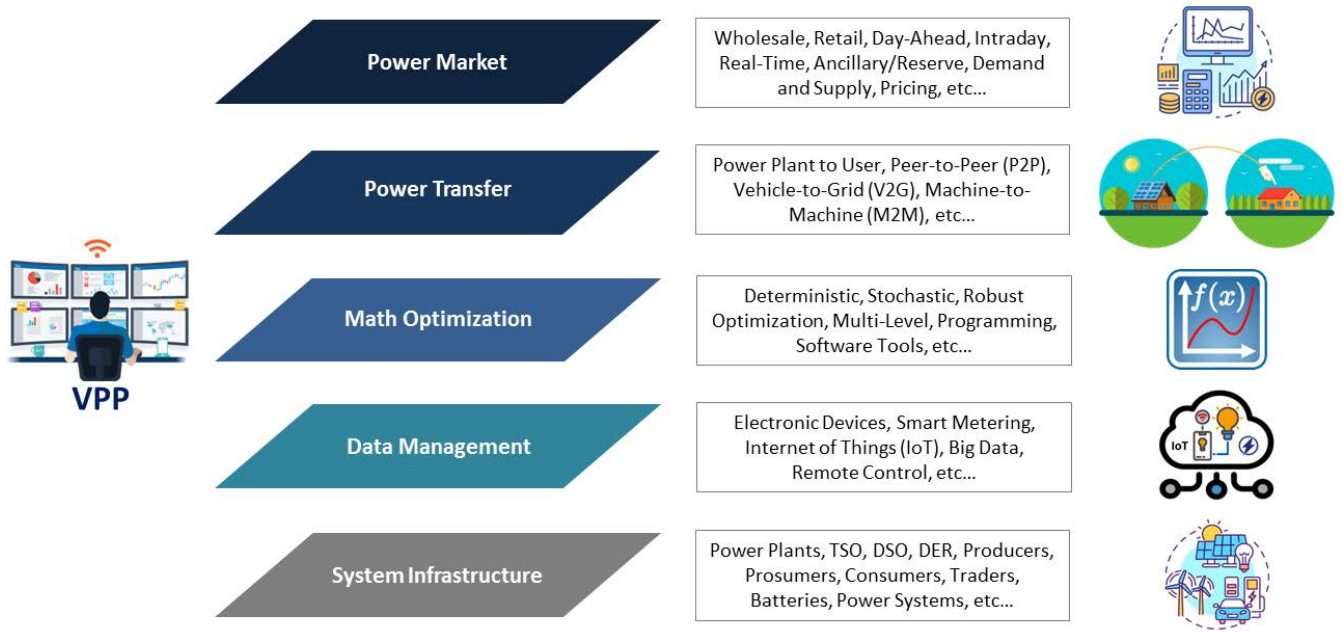 Power Market
Wholesale, Retail, Day-Ahead, Intraday,
Real-Time, Ancillary/Reserve, Demand
and Supply, Pricing, etc...
Power Transfer
Power Plant to User, Peer-to-Peer (P2P),
Vehicle-to-Grid (V2G), Machine-to-
Machine (M2M), etc...
VPP
Math Optimization
Deterministic, Stochastic, Robust
Optimization, Multi-Level, Programming,
Software Tools, etc...
f(x)
Data Management
Electronic Devices, Smart Metering,
Internet of Things (IoT), Big Data,
Remote Control, etc...
IoT
System Infrastructure
Power Plants, TSO, DSO, DER, Producers,
Prosumers, Consumers, Traders,
Batteries, Power Systems, etc...